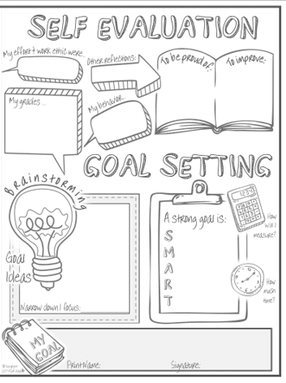 SELF EVALUATION
My effort & work ethic were:
Other reflections:
To be proud of:
To improve:
My grades...
My behavior...
GOAL SETTING
Brainstorming
Goal
Ideas
Narrow down / focus:
A strong goal is:
S
M
A
R
T
How
will I
measure?
How
much
time?
MY
GOAL
Print Name:
Signature: